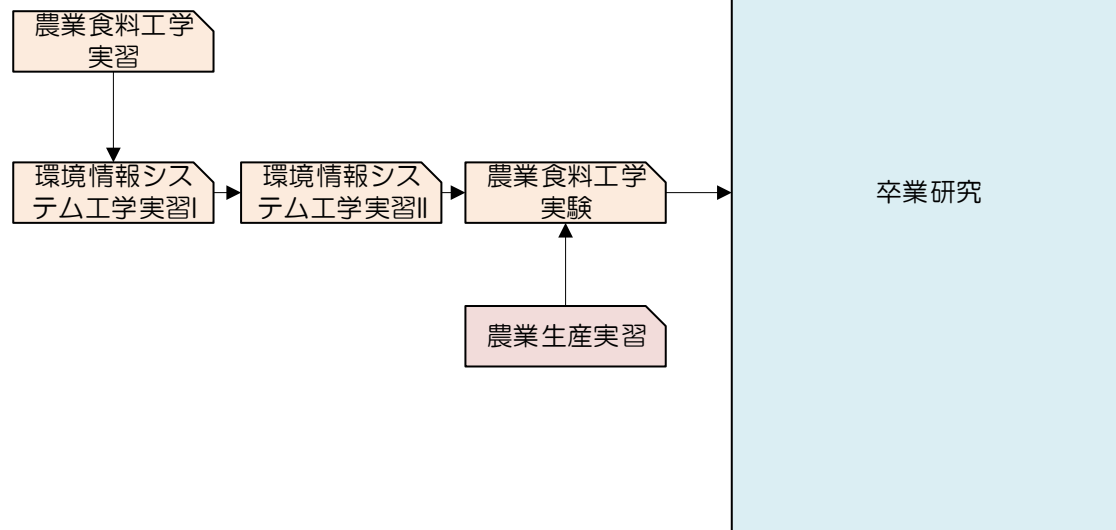 農業食料工学
実習
環境情報シス
テム工学実習Ⅰ
環境情報シス
テム工学実習Ⅱ
農業食料工学
実験
卒業研究
農業生産実習